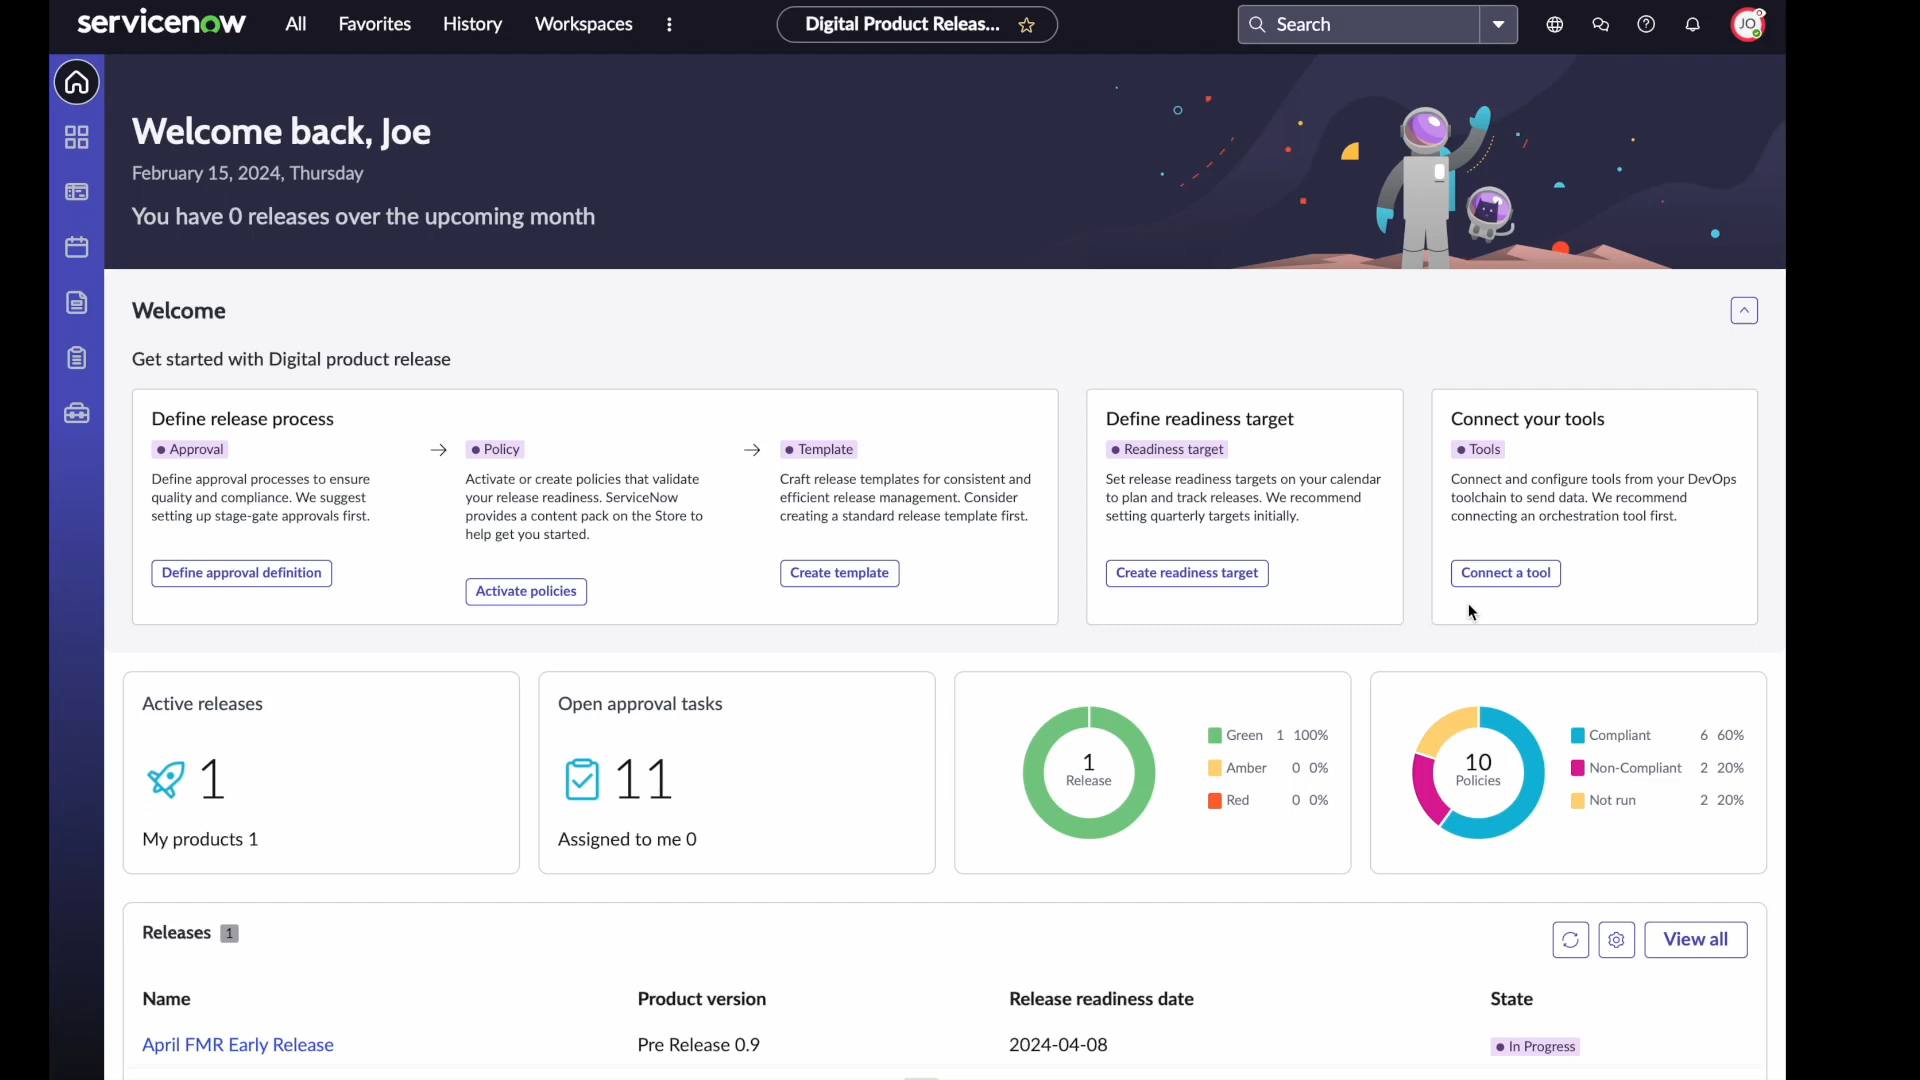 servicenow
All
Favorites
History
Workspaces
Digital Product Releas...
Search
JO
Welcome back, Joe
February 15, 2024, Thursday
You have 0 releases over the upcoming month
Welcome
Get started with Digital product release
Define release process
Approval
Define approval processes to ensure
quality and compliance. We suggest
setting up stage-gate approvals first.
Define approval definition
Policy
Activate or create policies that validate
your release readiness. ServiceNow
provides a content pack on the Store to
help get you started.
Activate policies
Template
Craft release templates for consistent and
efficient release management. Consider
creating a standard release template first.
Create template
Define readiness target
Readiness target
Set release readiness targets on your calendar
to plan and track releases. We recommend
setting quarterly targets initially.
Create readiness target
Connect your tools
Tools
Connect and configure tools from your DevOps
toolchain to send data. We recommend
connecting an orchestration tool first.
Connect a tool
Active releases
1
My products 1
Open approval tasks
11
Assigned to me 0
1
Release
Green 1 100%
Amber 0 0%
Red 0 0%
10
Policies
Compliant 6 60%
Non-Compliant 2 20%
Not run 2 20%
Releases 1
View all
Name Product version Release readiness date State
April FMR Early Release Pre Release 0.9 2024-04-08 In Progress